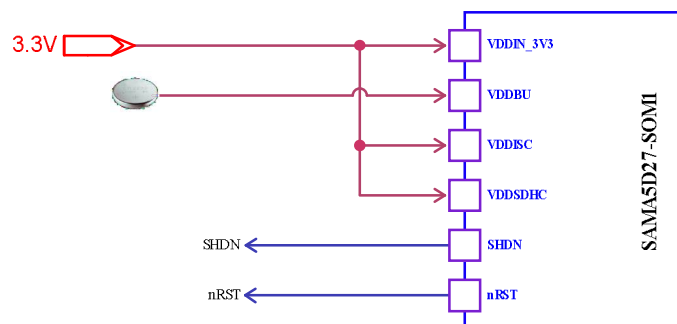 3.3V
VDDIN_3V3
VDDBU
VDDISC
VDDSDHC
SHDN
SHDN
nRST
nRST
SAMA5D27-SOM1